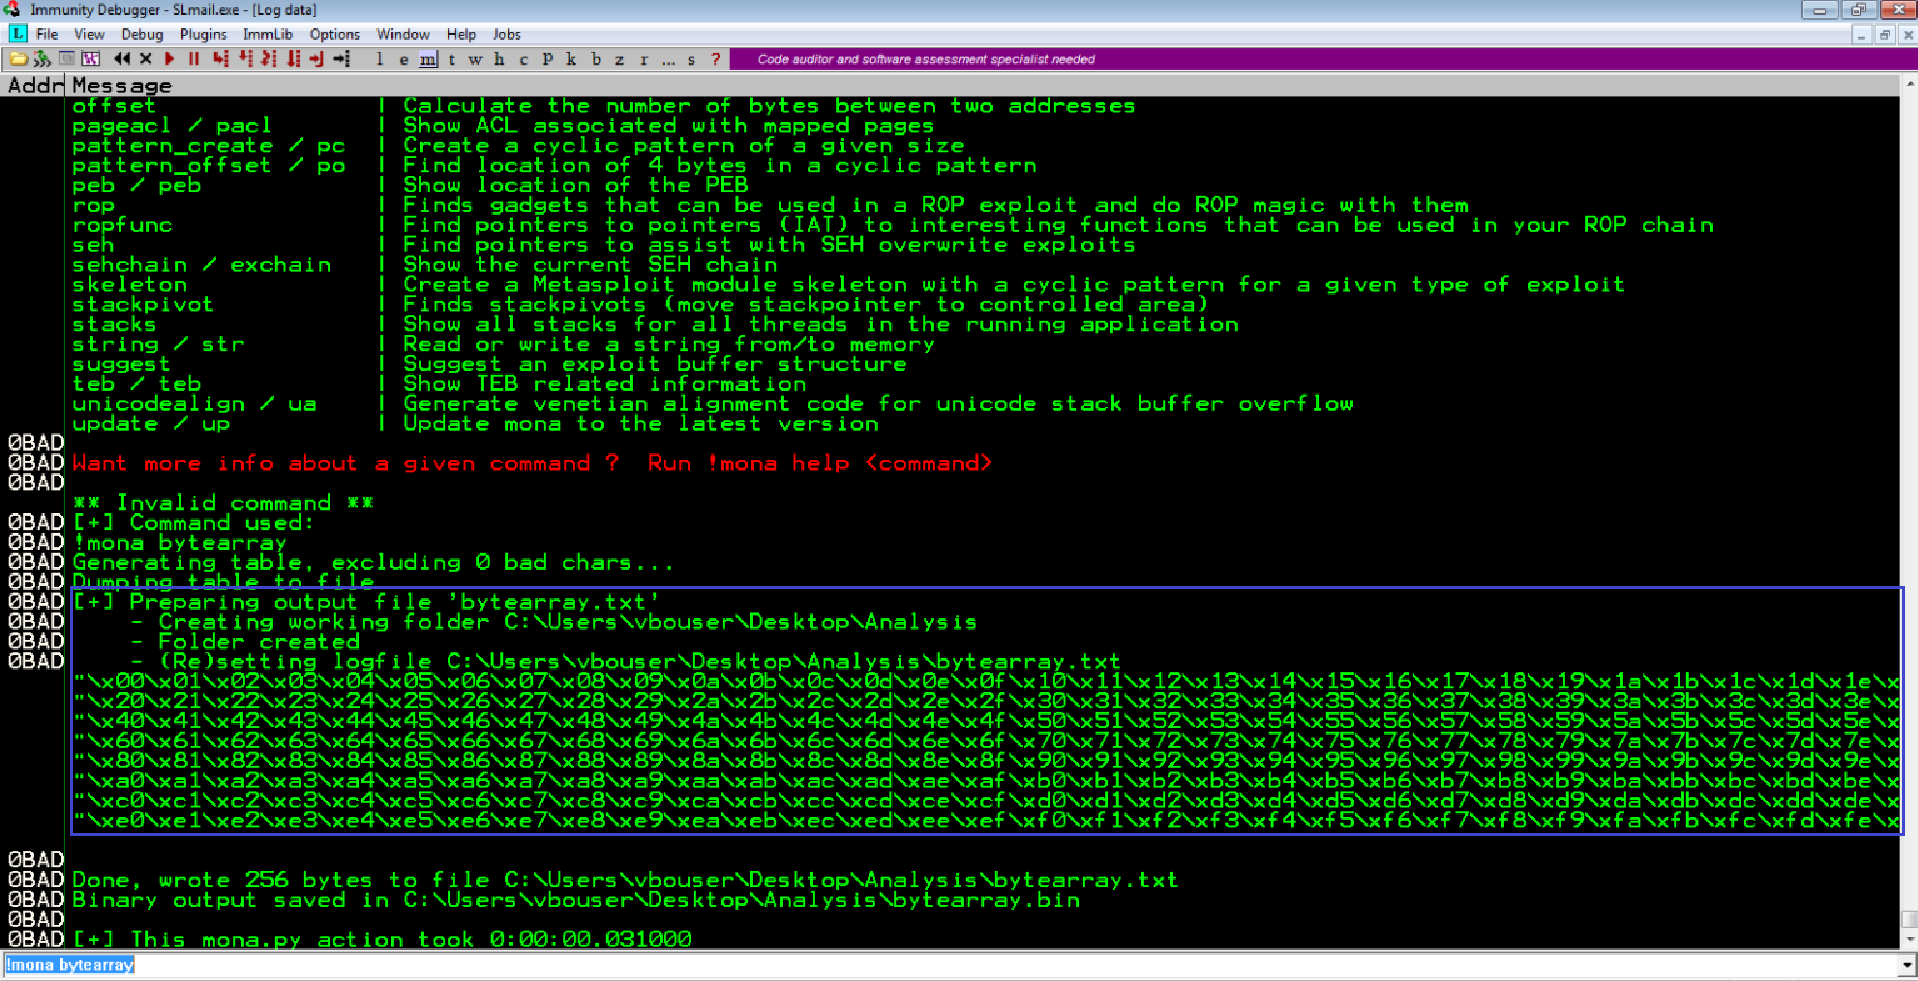 Immunity Debugger - SLmail.exe - [Log data]
L File View Debug Plugins ImmLib Options Window Help Jobs
l e m t w h c P k b z r ... s ? Code auditor and software assessment specialist needed
Addr Message
offset | Calculate the number of bytes between two addresses
pageacl / pacl | Show ACL associated with mapped pages
pattern_create / pc | Create a cyclic pattern of a given size
pattern_offset / po | Find location of 4 bytes in a cyclic pattern
peb / peb | Show location of the PEB
rop | Finds gadgets that can be used in a ROP exploit and do ROP magic with them
ropfunc | Find pointers to pointers (IAT) to interesting functions that can be used in your ROP chain
seh | Find pointers to assist with SEH overwrite exploits
sehchain / exchain | Show the current SEH chain
skeleton | Create a Metasploit module skeleton with a cyclic pattern for a given type of exploit
stackpivot | Finds stackpivots (move stackpointer to controlled area)
stacks | Show all stacks for all threads in the running application
string / str | Read or write a string from/to memory
suggest | Suggest an exploit buffer structure
teb / teb | Show TEB related information
unicodealign / ua | Generate venetian alignment code for unicode stack buffer overflow
update / up | Update mona to the latest version
0BAD
0BAD Want more info about a given command ? Run !mona help <command>
0BAD
** Invalid command **
0BAD [+] Command used:
0BAD !mona bytearray
0BAD Generating table, excluding 0 bad chars...
0BAD Dumping table to file
0BAD [+] Preparing output file 'bytearray.txt'
0BAD - Creating working folder C:\Users\vbouser\Desktop\Analysis
0BAD - Folder created
0BAD - (Re)setting logfile C:\Users\vbouser\Desktop\Analysis\bytearray.txt
"\x00\x01\x02\x03\x04\x05\x06\x07\x08\x09\x0a\x0b\x0c\x0d\x0e\x0f\x10\x11\x12\x13\x14\x15\x16\x17\x18\x19\x1a\x1b\x1c\x1d\x1e\x
"\x20\x21\x22\x23\x24\x25\x26\x27\x28\x29\x2a\x2b\x2c\x2d\x2e\x2f\x30\x31\x32\x33\x34\x35\x36\x37\x38\x39\x3a\x3b\x3c\x3d\x3e\x
"\x40\x41\x42\x43\x44\x45\x46\x47\x48\x49\x4a\x4b\x4c\x4d\x4e\x4f\x50\x51\x52\x53\x54\x55\x56\x57\x58\x59\x5a\x5b\x5c\x5d\x5e\x
"\x60\x61\x62\x63\x64\x65\x66\x67\x68\x69\x6a\x6b\x6c\x6d\x6e\x6f\x70\x71\x72\x73\x74\x75\x76\x77\x78\x79\x7a\x7b\x7c\x7d\x7e\x
"\x80\x81\x82\x83\x84\x85\x86\x87\x88\x89\x8a\x8b\x8c\x8d\x8e\x8f\x90\x91\x92\x93\x94\x95\x96\x97\x98\x99\x9a\x9b\x9c\x9d\x9e\x
"\xa0\xa1\xa2\xa3\xa4\xa5\xa6\xa7\xa8\xa9\xaa\xab\xac\xad\xae\xaf\xb0\xb1\xb2\xb3\xb4\xb5\xb6\xb7\xb8\xb9\xba\xbb\xbc\xbd\xbe\x
"\xc0\xc1\xc2\xc3\xc4\xc5\xc6\xc7\xc8\xc9\xca\xcb\xcc\xcd\xce\xcf\xd0\xd1\xd2\xd3\xd4\xd5\xd6\xd7\xd8\xd9\xda\xdb\xdc\xdd\xde\x
"\xe0\xe1\xe2\xe3\xe4\xe5\xe6\xe7\xe8\xe9\xea\xeb\xec\xed\xee\xef\xf0\xf1\xf2\xf3\xf4\xf5\xf6\xf7\xf8\xf9\xfa\xfb\xfc\xfd\xfe\x
0BAD
0BAD Done, wrote 256 bytes to file C:\Users\vbouser\Desktop\Analysis\bytearray.txt
0BAD Binary output saved in C:\Users\vbouser\Desktop\Analysis\bytearray.bin
0BAD
0BAD [+] This mona.py action took 0:00:00.031000
!mona bytearray